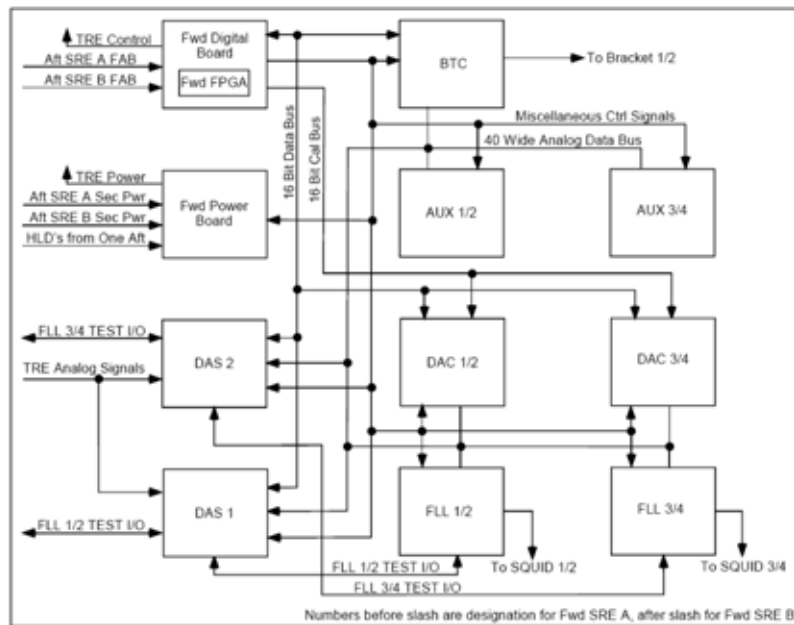 TRE Control
Aft SRE A FAB
Aft SRE B FAB
Fwd Digital
Board
Fwd FPGA
BTC
To Bracket 1/2
Miscellaneous Ctrl Signals
40 Wide Analog Data Bus
16 Bit Data Bus
16 Bit Cal Bus
TRE Power
Aft SRE A Sec Pwr
Aft SRE B Sec Pwr
HLD's from One Aft
Fwd Power
Board
AUX 1/2
AUX 3/4
FLL 3/4 TEST I/O
TRE Analog Signals
DAS 2
DAC 1/2
DAC 3/4
DAS 1
FLL 1/2 TEST I/O
FLL 1/2
FLL 3/4
FLL 1/2 TEST I/O
To SQUID 1/2
To SQUID 3/4
FLL 3/4 TEST I/O
Numbers before slash are designation for Fwd SRE A, after slash for Fwd SRE B